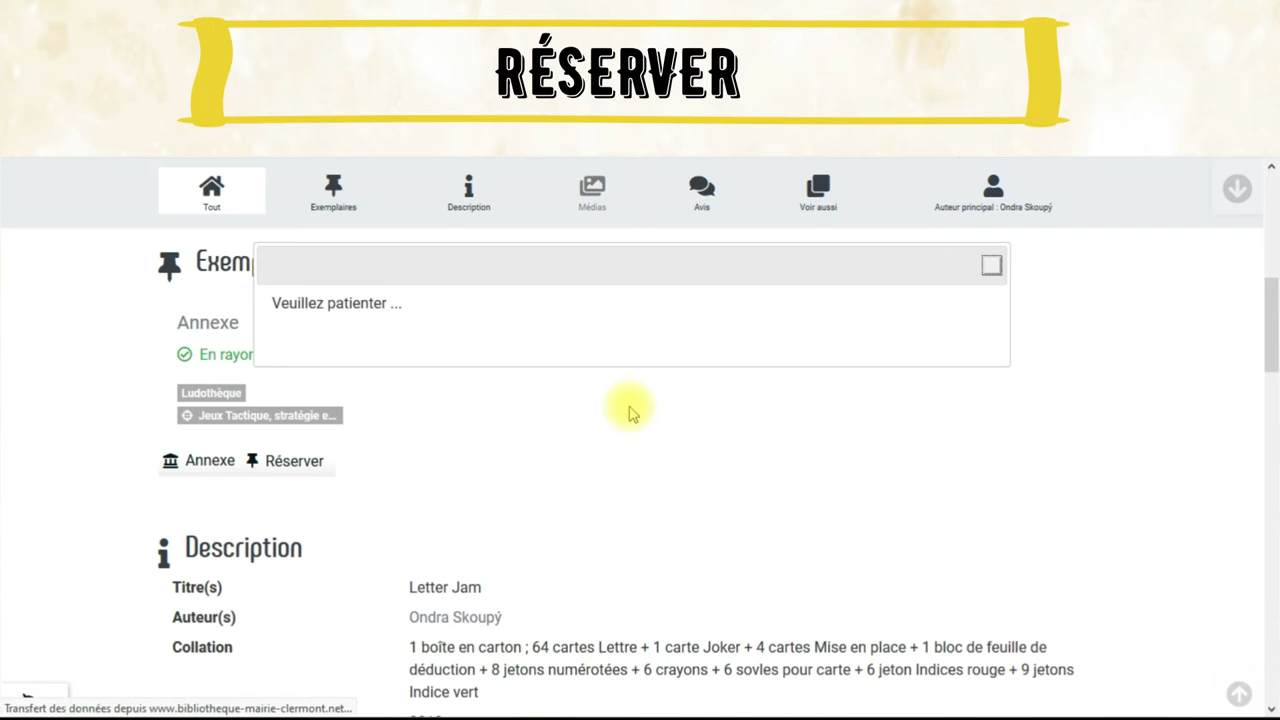 RÉSERVER
Tout
Exemplaires
Description
Médias
Avis
Voir aussi
Auteur principal : Ondra Skoupý
Exemp
Veuillez patienter ...
Annexe
En rayon
Ludothèque
Jeux Tactique, stratégie e...
Annexe Réserver
Description
Titre(s) Letter Jam
Auteur(s) Ondra Skoupý
Collation 1 boîte en carton ; 64 cartes Lettre + 1 carte Joker + 4 cartes Mise en place + 1 bloc de feuille de
déduction + 8 jetons numérotées + 6 crayons + 6 sovles pour carte + 6 jeton Indices rouge + 9 jetons
Indice vert
Transfert des données depuis www.bibliotheque-mairie-clermont.net...